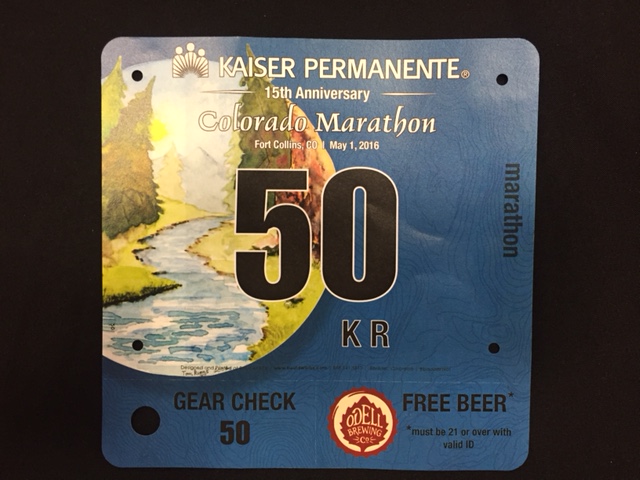 KAISER PERMANENTE®
15th Anniversary
Colorado Marathon
Fort Collins, CO | May 1, 2016
50
marathon
K R
GEAR CHECK
50
ODELL
BREWING
CO.
FREE BEER*
*must be 21 or over with
valid ID